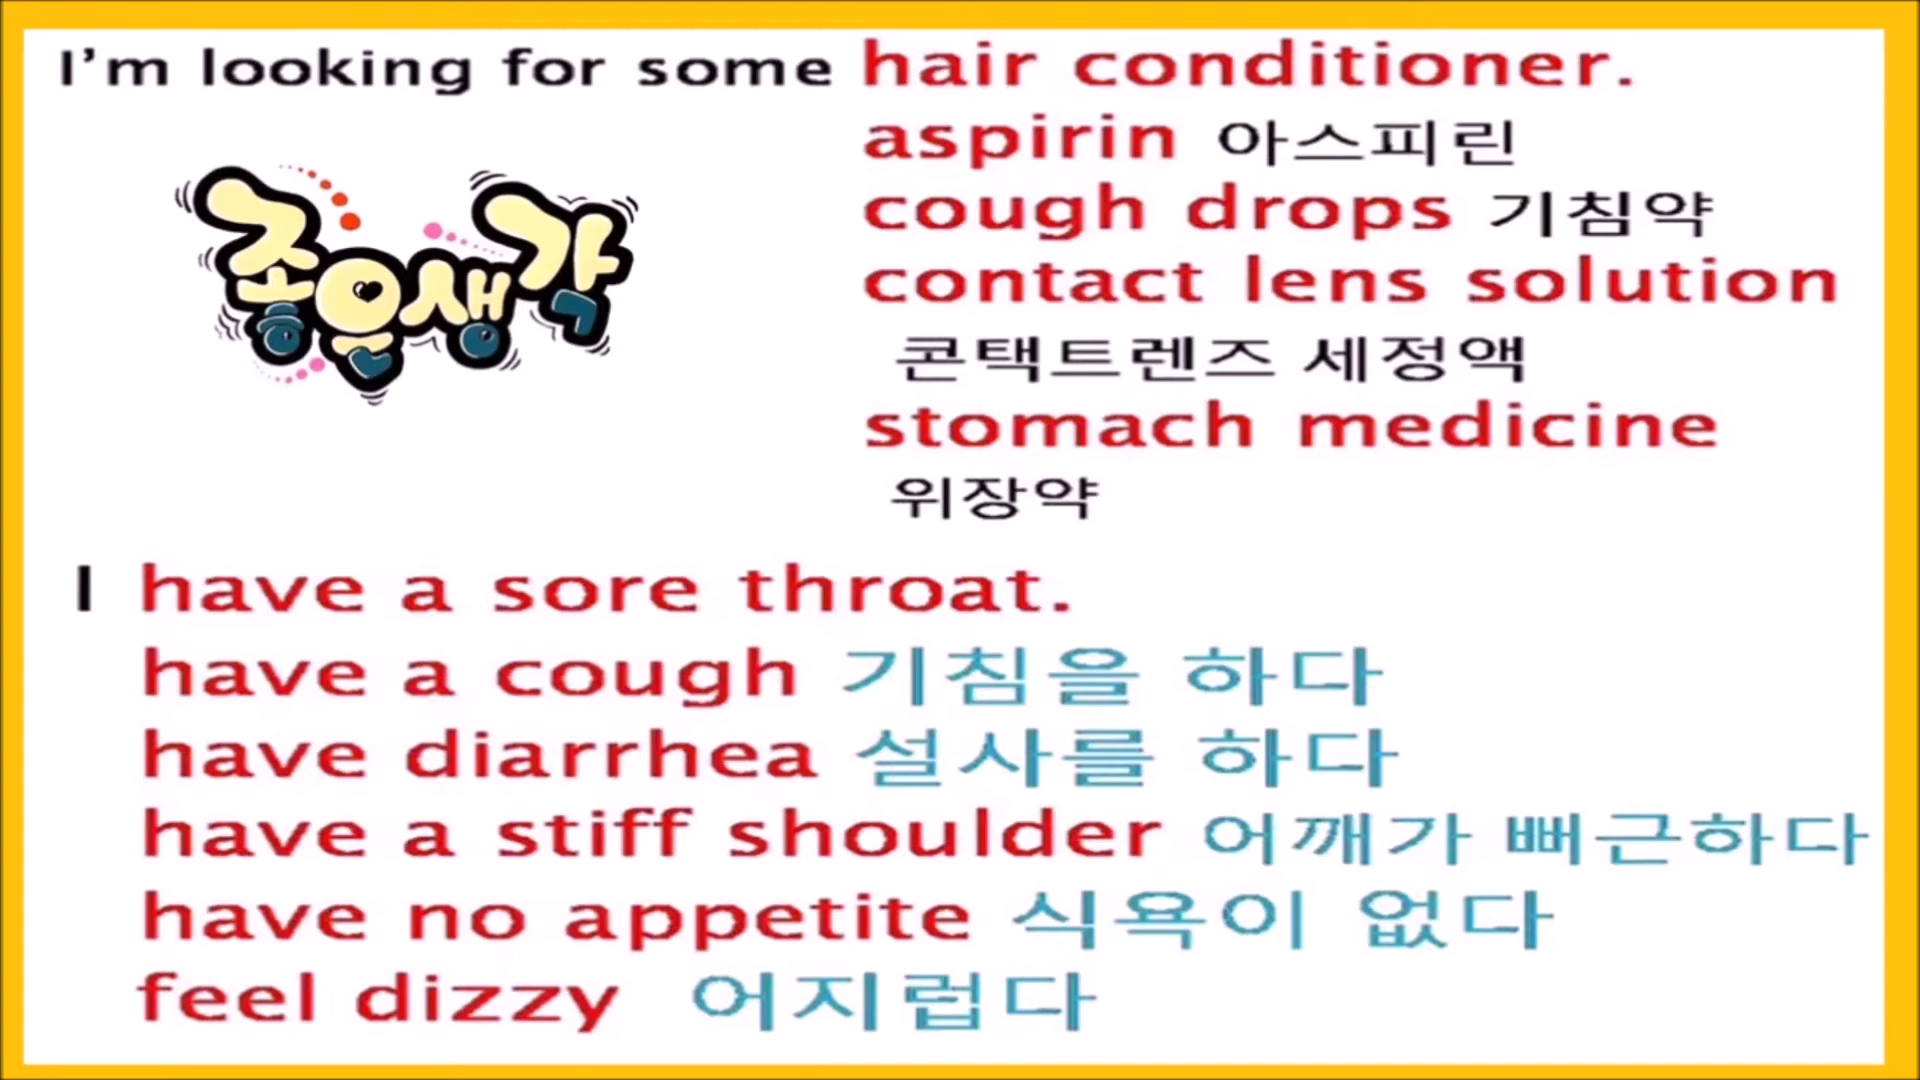 I'm looking for some hair conditioner.
aspirin 아스피린
cough drops 기침약
contact lens solution
콘택트렌즈 세정액
stomach medicine
위장약
좋은생각
I have a sore throat.
have a cough 기침을 하다
have diarrhea 설사를 하다
have a stiff shoulder 어깨가 뻐근하다
have no appetite 식욕이 없다
feel dizzy 어지럽다